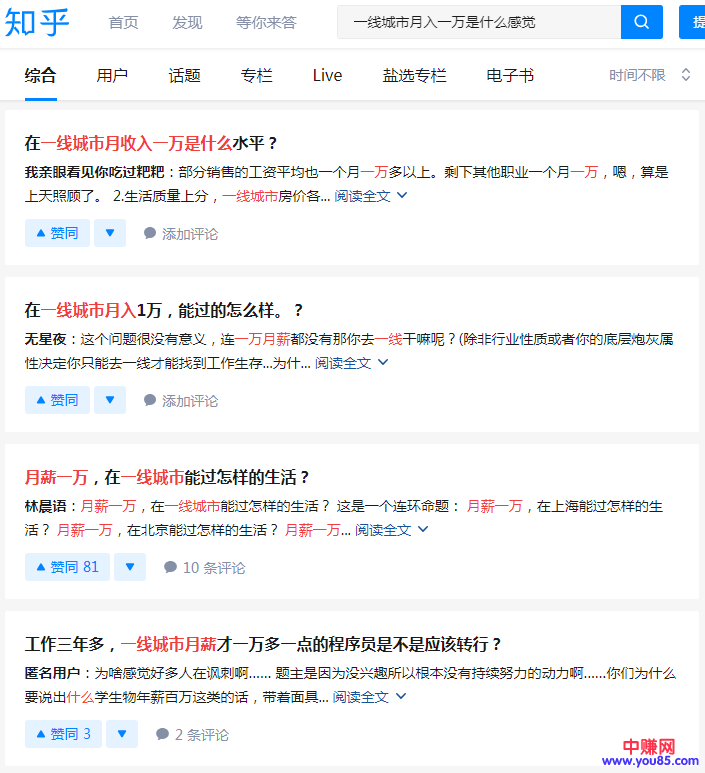 知乎 首页 发现 等你来答 一线城市月入一万是什么感觉
综合 用户 话题 专栏 Live 盐选专栏 电子书 时间不限
在一线城市月收入一万是什么水平？
我亲眼看见你吃过粑粑：部分销售的工资平均也一个月一万多以上。剩下其他职业一个月一万，嗯，算是
上天照顾了。 2.生活质量上分，一线城市房价各... 阅读全文
赞同 添加评论
在一线城市月入1万，能过的怎么样。？
无星夜：这个问题很没有意义，连一万月薪都没有那你去一线干嘛呢？(除非行业性质或者你的底层炮灰属
性决定你只能去一线才能找到工作生存...为什... 阅读全文
赞同 添加评论
月薪一万，在一线城市能过怎样的生活？
林晨语：月薪一万，在一线城市能过怎样的生活？ 这是一个连环命题： 月薪一万，在上海能过怎样的生
活？ 月薪一万，在北京能过怎样的生活？ 月薪一万... 阅读全文
赞同 81 10 条评论
工作三年多，一线城市月薪才一万多一点的程序员是不是应该转行？
匿名用户：为啥感觉好多人在讽刺啊...... 题主是因为没兴趣所以根本没有持续努力的动力啊......你们为什么
要说出什么学生物年薪百万这类的话，带着面具... 阅读全文
赞同 3 2 条评论
中赚网
www.you85.com